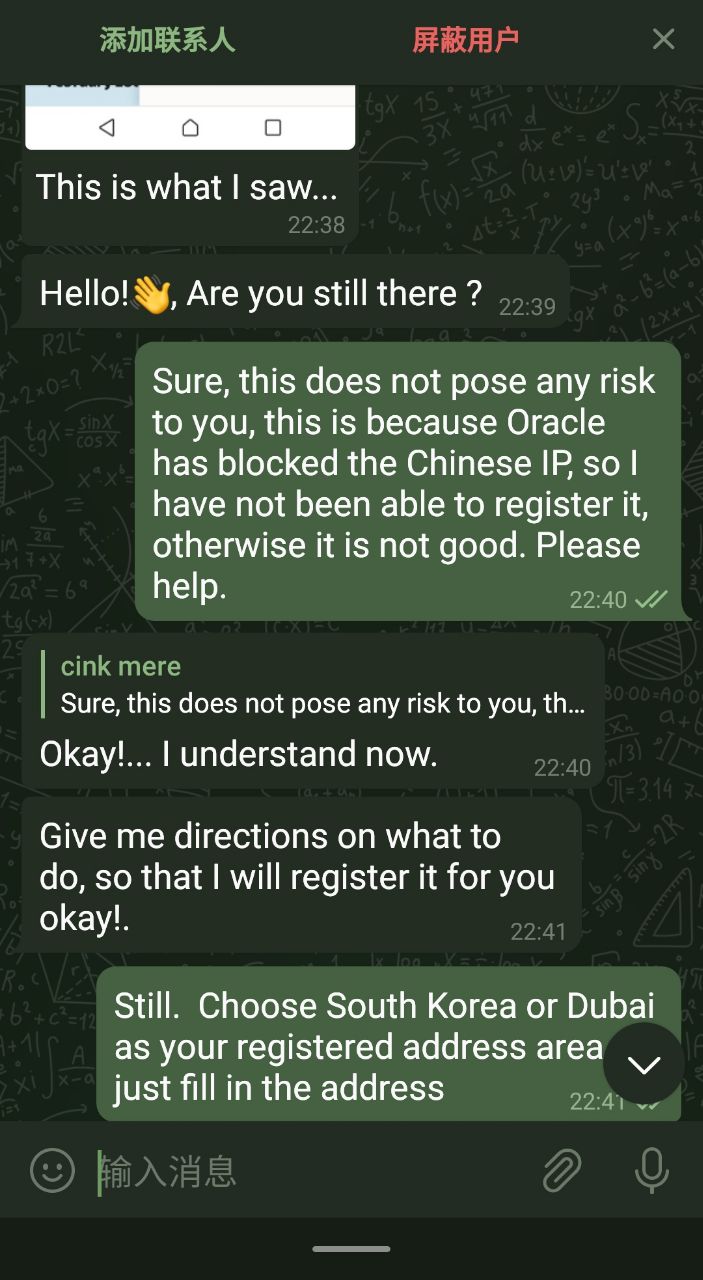 添加联系人 屏蔽用户
This is what I saw...
22:38
Hello!👋, Are you still there ? 22:39
Sure, this does not pose any risk
to you, this is because Oracle
has blocked the Chinese IP, so I
have not been able to register it,
otherwise it is not good. Please
help.
22:40
cink mere
Sure, this does not pose any risk to you, th...
Okay!... I understand now.
22:40
Give me directions on what to
do, so that I will register it for you
okay!.
22:41
Still. Choose South Korea or Dubai
as your registered address area
just fill in the address
22:41
输入消息